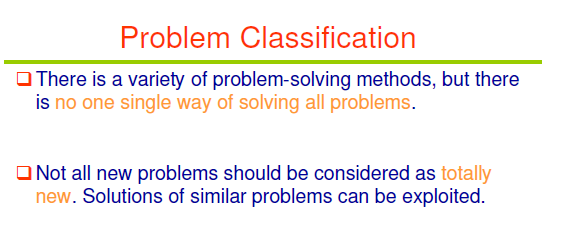 Problem Classification
❑ There is a variety of problem-solving methods, but there
is no one single way of solving all problems.
❑ Not all new problems should be considered as totally
new. Solutions of similar problems can be exploited.